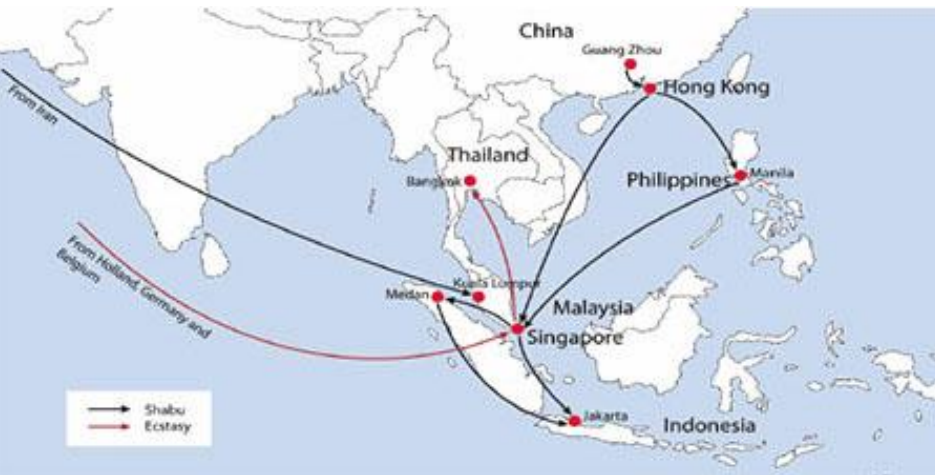 China
Guang Zhou
Hong Kong
From Iran
Thailand
Bangkok
Philippines
Manila
From Holland, Germany and
Belgium
Kuala Lumpur
Medan
Malaysia
Singapore
Jakarta
Indonesia
Shabu
Ecstasy